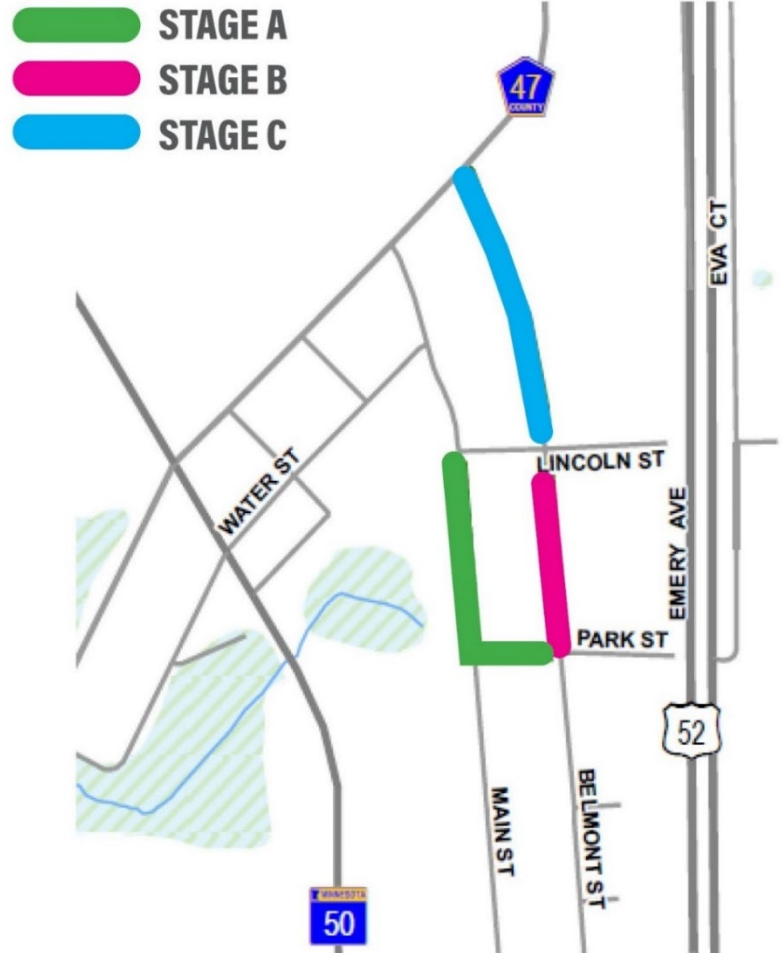 STAGE A
STAGE B
STAGE C
47
COUNTY
EVA CT
WATER ST
LINCOLN ST
EMERY AVE
PARK ST
52
MAIN ST
BELMONT ST
MINNESOTA
50